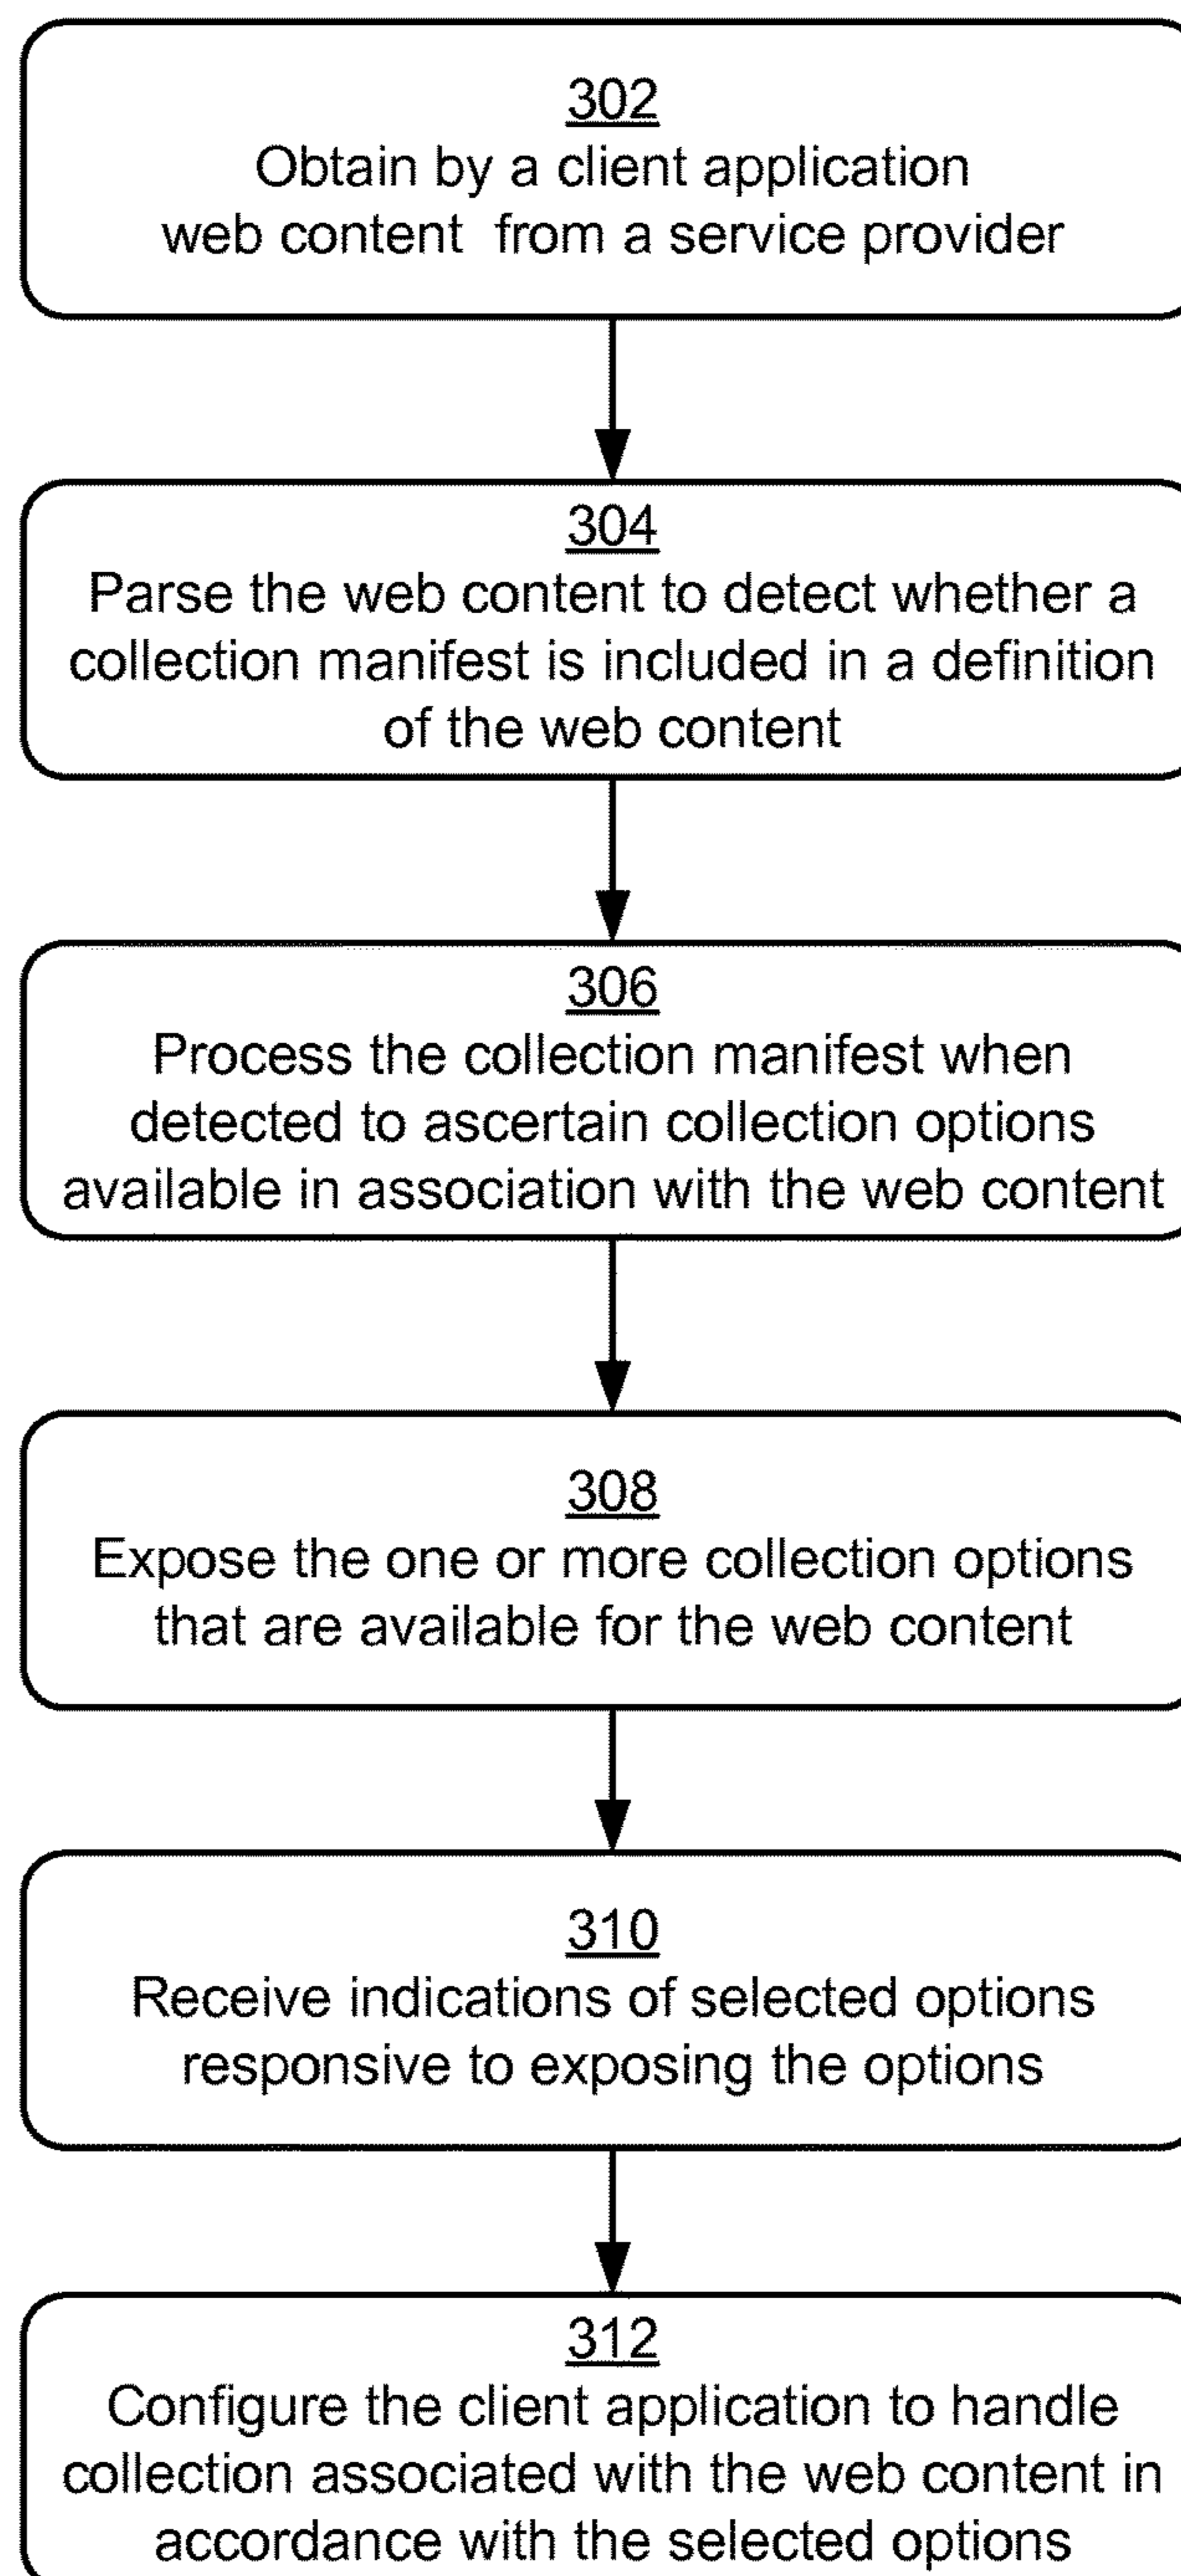 302
Obtain by a client application
web content from a service provider
304
Parse the web content to detect whether a
collection manifest is included in a definition
of the web content
306
Process the collection manifest when
detected to ascertain collection options
available in association with the web content
308
Expose the one or more collection options
that are available for the web content
310
Receive indications of selected options
responsive to exposing the options
312
Configure the client application to handle
collection associated with the web content in
accordance with the selected options